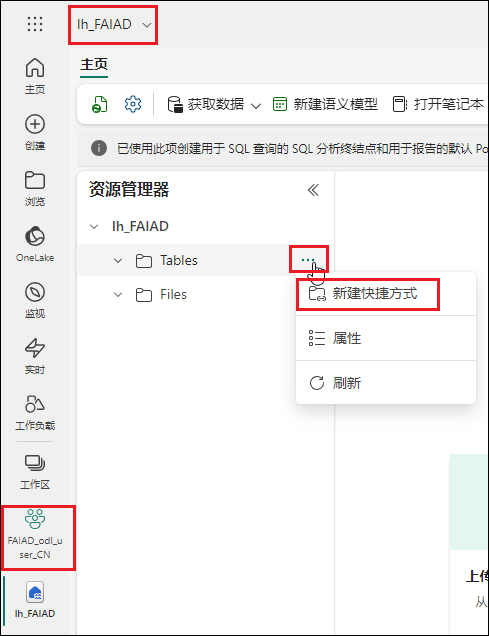 lh_FAIAD
主页
获取数据
新建语义模型
打开笔记本
已使用此项创建用于 SQL 查询的 SQL 分析终结点和用于报告的默认 Po
主页
创建
浏览
OneLake
监视
实时
工作负载
工作区
FAIAD_odl_u
ser_CN
lh_FAIAD
资源管理器
lh_FAIAD
Tables
Files
新建快捷方式
属性
刷新
上传
从